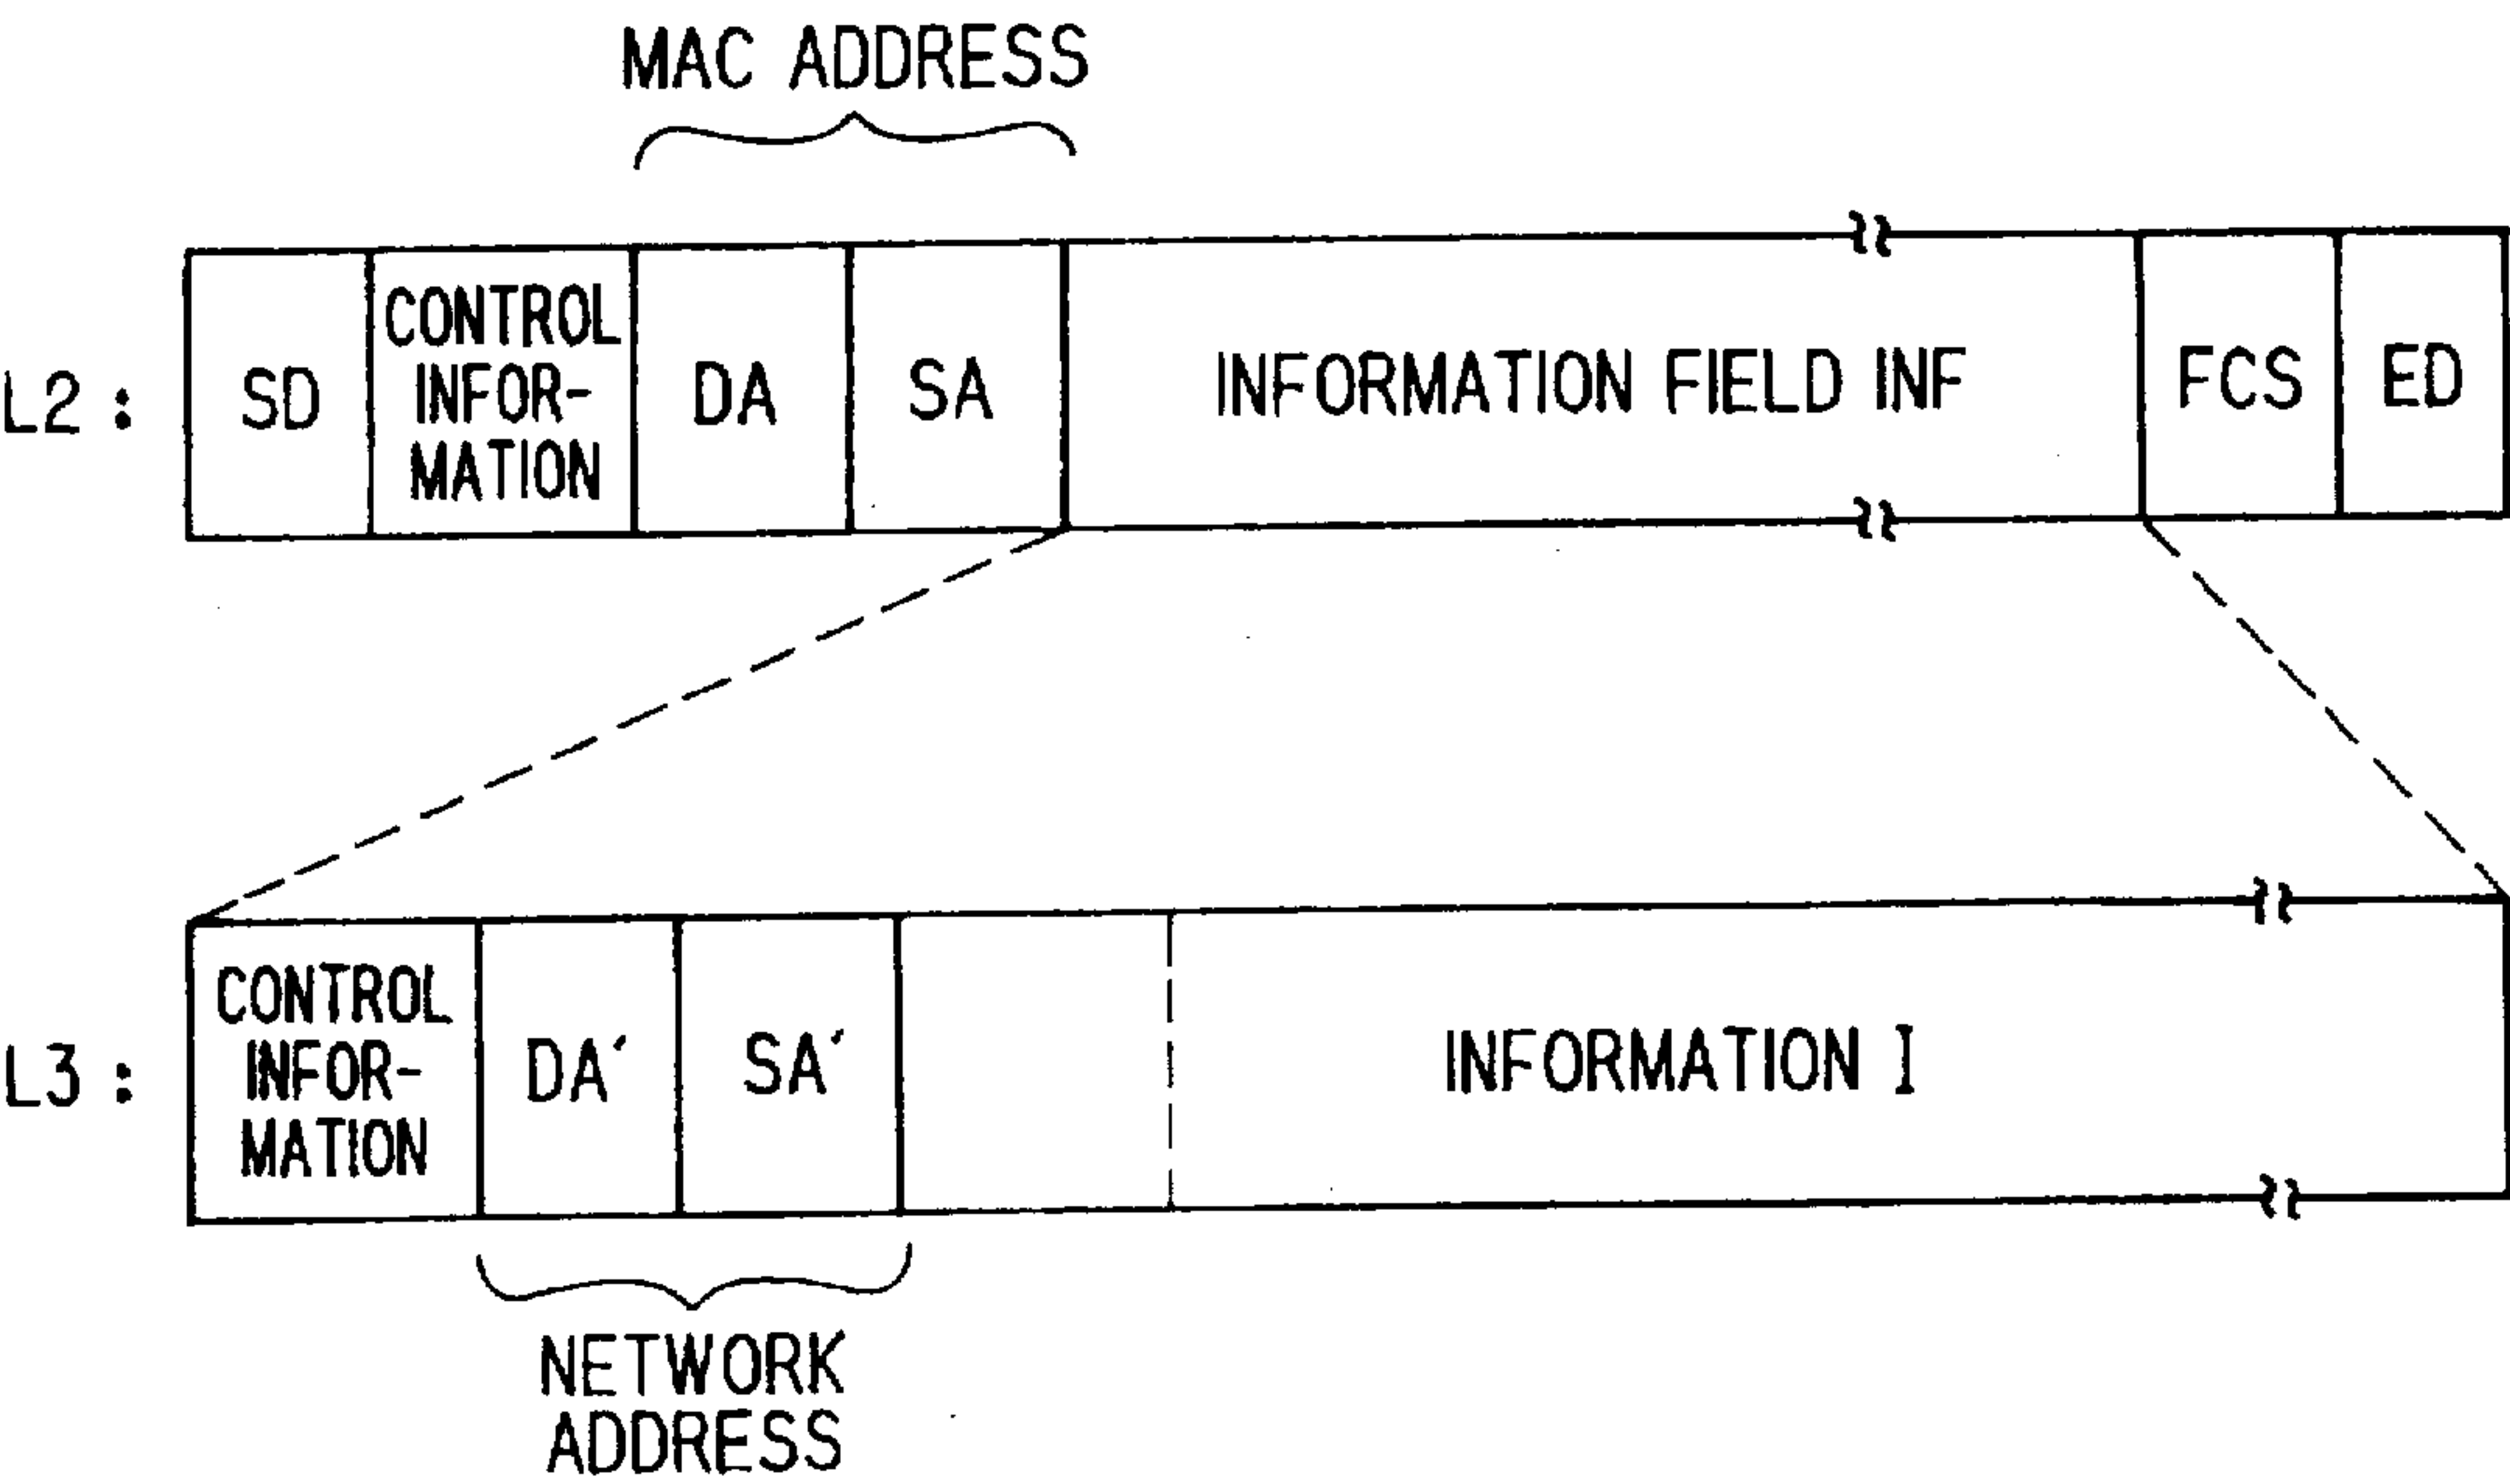 MAC ADDRESS
L2:
SD
CONTROL
INFOR-
MATION
DA
SA
INFORMATION FIELD INF
FCS
ED
L3:
CONTROL
INFOR-
MATION
DA'
SA'
INFORMATION I
NETWORK
ADDRESS